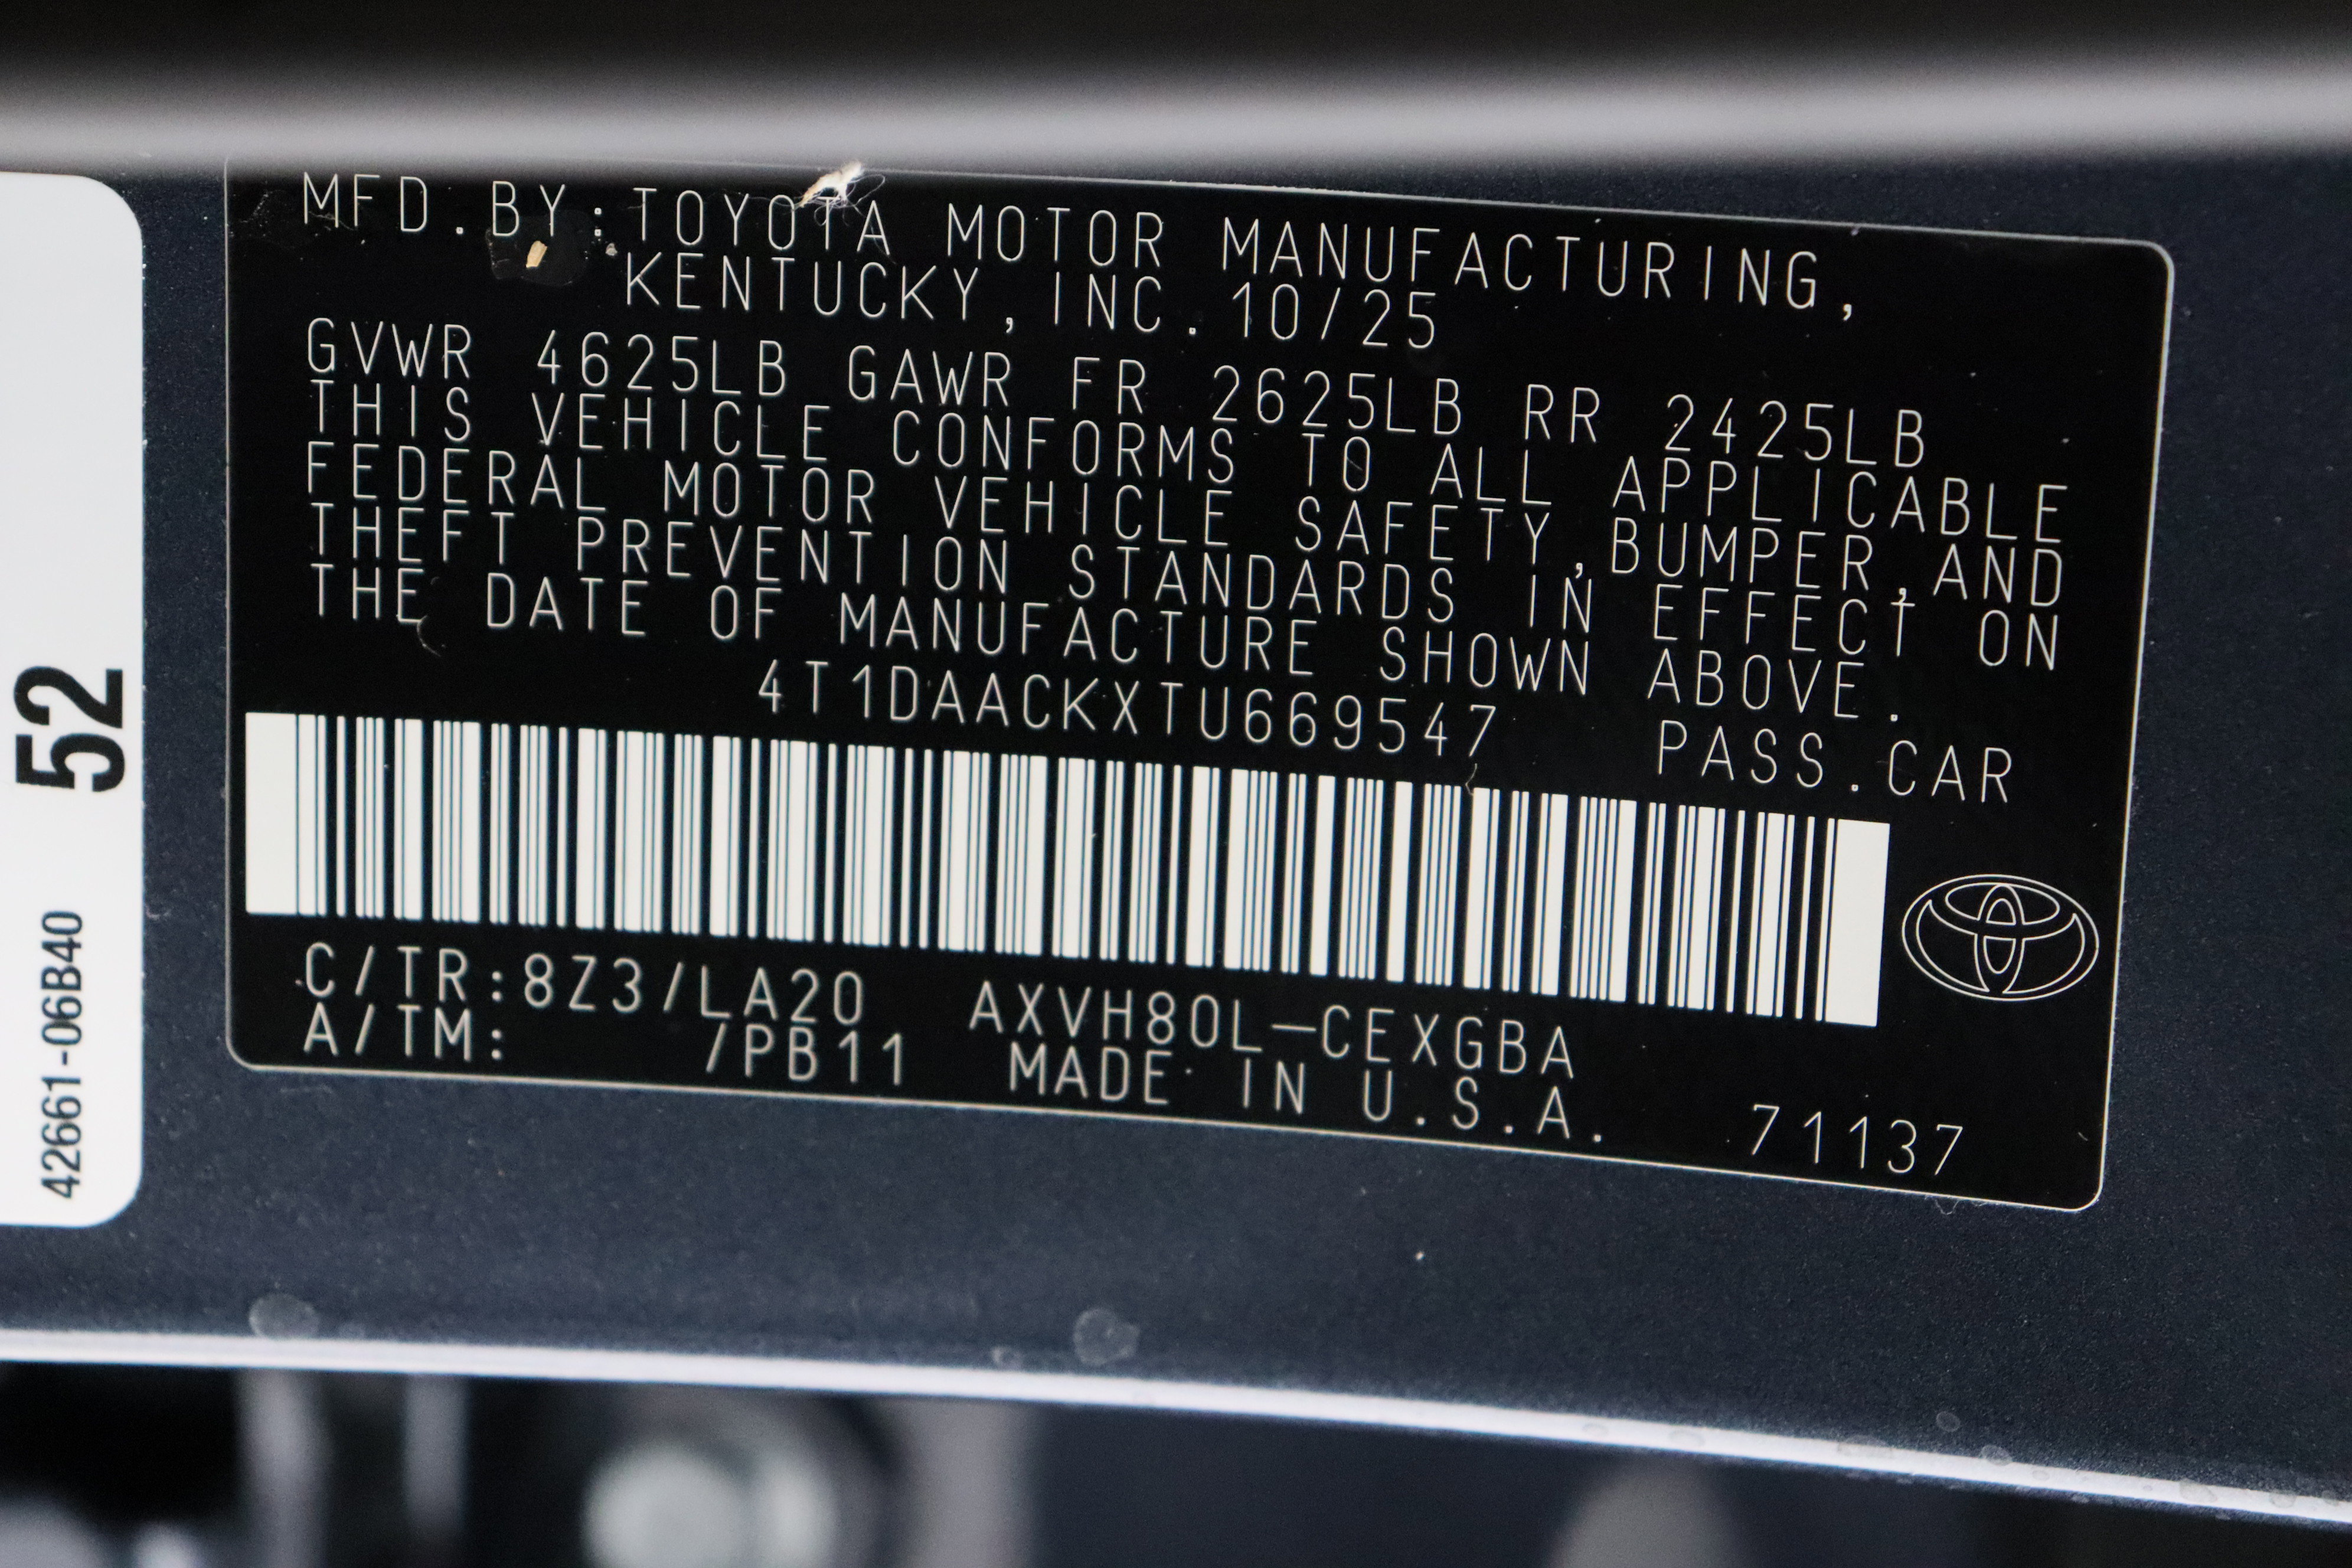 MFD.BY:TOYOTA MOTOR MANUFACTURING,
KENTUCKY,INC. 10/25
GVWR 4625LB GAWR FR 2625LB RR 2425LB
THIS VEHICLE CONFORMS TO ALL APPLICABLE
FEDERAL MOTOR VEHICLE SAFETY,BUMPER,AND
THEFT PREVENTION STANDARDS IN EFFECT ON
THE DATE OF MANUFACTURE SHOWN ABOVE.
4T1DAACKXTU669547 PASS.CAR
C/TR:8Z3/LA20 AXVH80L-CEXGBA
A/TM: /PB11 MADE IN U.S.A. 71137
52
42661-06B40